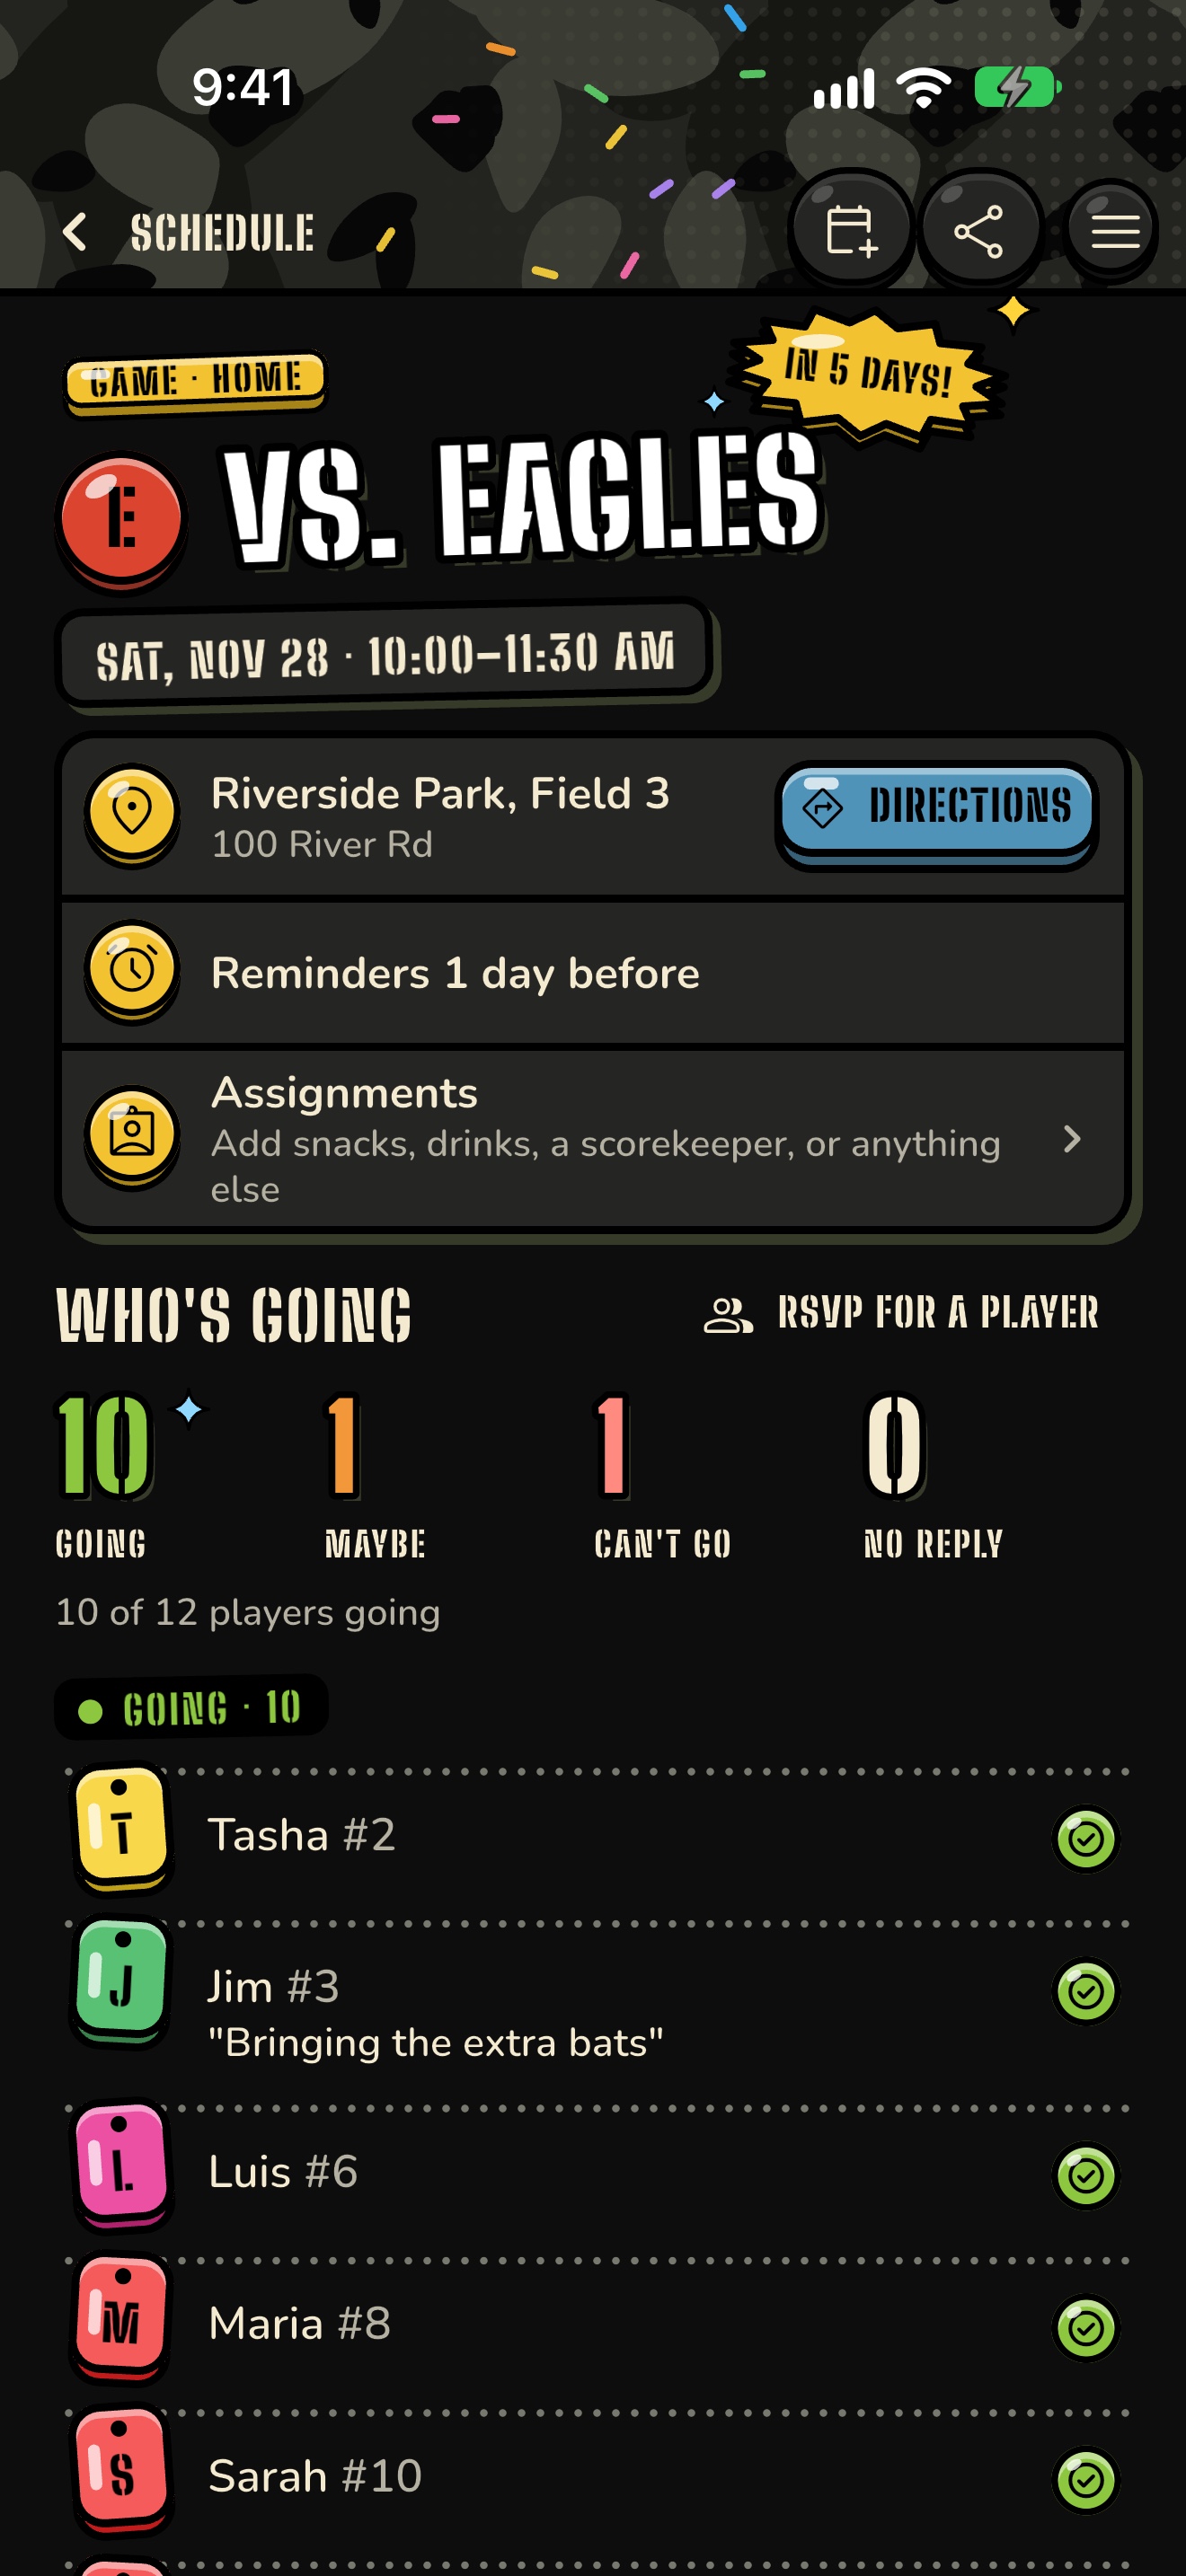 9:41
SCHEDULE
GAME · HOME
IN 5 DAYS!
E
VS. EAGLES
SAT, NOV 28 · 10:00–11:30 AM
Riverside Park, Field 3
100 River Rd
DIRECTIONS
Reminders 1 day before
Assignments
Add snacks, drinks, a scorekeeper, or anything
else
WHO'S GOING
RSVP FOR A PLAYER
10
1
1
0
GOING
MAYBE
CAN'T GO
NO REPLY
10 of 12 players going
GOING · 10
T
Tasha #2
J
Jim #3
"Bringing the extra bats"
L
Luis #6
M
Maria #8
S
Sarah #10